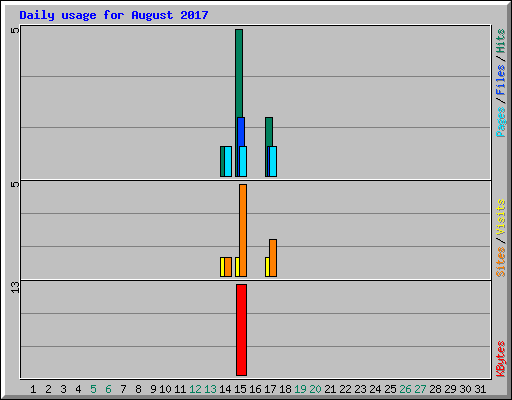 Daily usage for August 2017
5
Pages/Files/Hits
5
Sites/Visits
13
KBytes
1 2 3 4 5 6 7 8 9 10 11 12 13 14 15 16 17 18 19 20 21 22 23 24 25 26 27 28 29 30 31